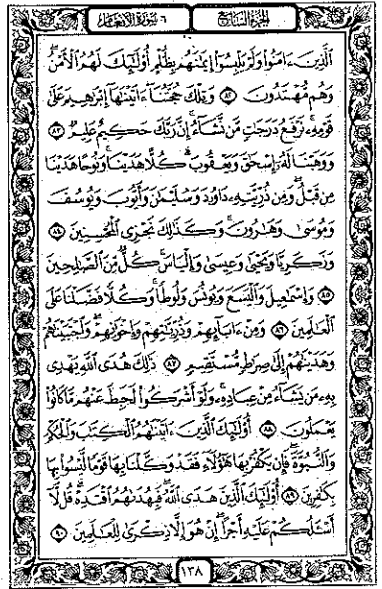 الجزء السابع ٦ سورة الأنعام
الَّذِينَ ءَامَنُوا وَلَمْ يَلْبِسُوا إِيمَٰنَهُم بِظُلْمٍ أُوْلَٰٓئِكَ لَهُمُ الْأَمْنُ
وَهُم مُّهْتَدُونَ ٨٢ وَتِلْكَ حُجَّتُنَآ ءَاتَيْنَٰهَآ إِبْرَٰهِيمَ عَلَىٰ
قَوْمِهِۦ نَرْفَعُ دَرَجَٰتٍ مَّن نَّشَآءُ إِنَّ رَبَّكَ حَكِيمٌ عَلِيمٌ ٨٣
وَوَهَبْنَا لَهُۥٓ إِسْحَٰقَ وَيَعْقُوبَ كُلًّا هَدَيْنَا وَنُوحًا هَدَيْنَا
مِن قَبْلُ وَمِن ذُرِّيَّتِهِۦ دَاوُۥدَ وَسُلَيْمَٰنَ وَأَيُّوبَ وَيُوسُفَ
وَمُوسَىٰ وَهَٰرُونَ وَكَذَٰلِكَ نَجْزِي الْمُحْسِنِينَ ٨٤
وَزَكَرِيَّا وَيَحْيَىٰ وَعِيسَىٰ وَإِلْيَاسَ كُلٌّ مِّنَ الصَّٰلِحِينَ
٨٥ وَإِسْمَٰعِيلَ وَالْيَسَعَ وَيُونُسَ وَلُوطًا وَكُلًّا فَضَّلْنَا عَلَى
الْعَٰلَمِينَ ٨٦ وَمِنْ ءَابَآئِهِمْ وَذُرِّيَّٰتِهِمْ وَإِخْوَٰنِهِمْ وَاجْتَبَيْنَٰهُمْ
وَهَدَيْنَٰهُمْ إِلَىٰ صِرَٰطٍ مُّسْتَقِيمٍ ٨٧ ذَٰلِكَ هُدَى اللَّهِ يَهْدِي
بِهِۦ مَن يَشَآءُ مِنْ عِبَادِهِۦ وَلَوْ أَشْرَكُوا لَحَبِطَ عَنْهُم مَّا كَانُوا
يَعْمَلُونَ ٨٨ أُوْلَٰٓئِكَ الَّذِينَ ءَاتَيْنَٰهُمُ الْكِتَٰبَ وَالْحُكْمَ
وَالنُّبُوَّةَ فَإِن يَكْفُرْ بِهَا هَٰٓؤُلَآءِ فَقَدْ وَكَّلْنَا بِهَا قَوْمًا لَّيْسُوا بِهَا
بِكَٰفِرِينَ ٨٩ أُوْلَٰٓئِكَ الَّذِينَ هَدَى اللَّهُ فَبِهُدَىٰهُمُ اقْتَدِهْ قُل لَّآ
أَسْـَٔلُكُمْ عَلَيْهِ أَجْرًا إِنْ هُوَ إِلَّا ذِكْرَىٰ لِلْعَٰلَمِينَ ٩٠
١٣٨